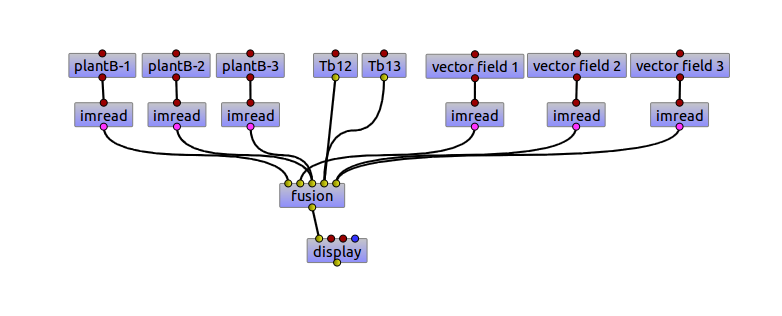 plantB-1 plantB-2 plantB-3 Tb12 Tb13 vector field 1 vector field 2 vector field 3
imread imread imread imread imread imread
fusion
display